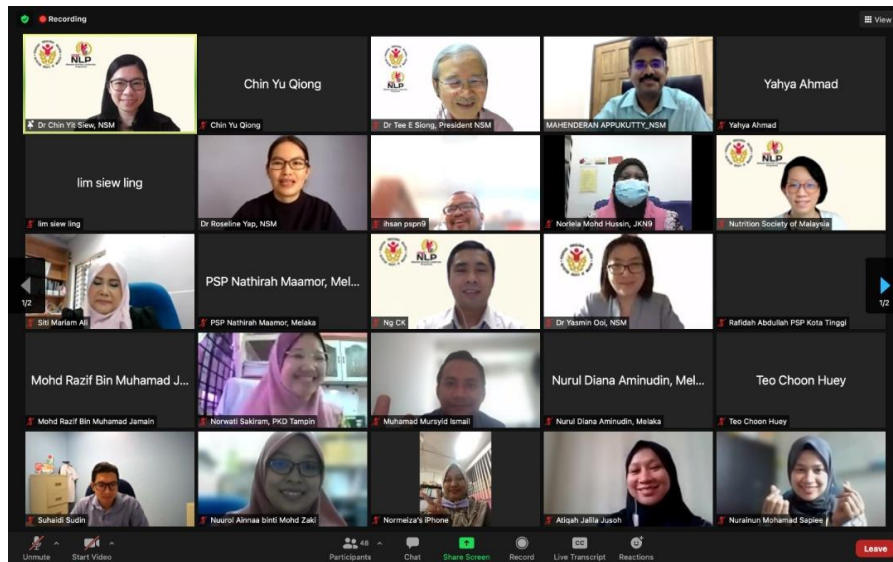 Recording
View
NLP
Dr Chin Yit Siew, NSM
Chin Yu Qiong
Chin Yu Qiong
NLP
Dr Tee E Siong, President NSM
MAHENDERAN APPUKUTTY_NSM
Yahya Ahmad
Yahya Ahmad
lim siew ling
lim siew ling
Dr Roseline Yap, NSM
ihsan pspn9
Norlela Mohd Hussin, JKN9
NLP
Nutrition Society of Malaysia
1/2
Siti Mariam Ali
PSP Nathirah Maamor, Mel...
PSP Nathirah Maamor, Melaka
NLP
Ng CK
Dr Yasmin Ooi, NSM
Rafidah Abdullah PSP Kota Tinggi
1/2
Mohd Razif Bin Muhamad J...
Mohd Razif Bin Muhamad Jamain
Norwati Sakiram, PKD Tampin
Muhamad Mursyid Ismail
Nurul Diana Aminudin, Mel...
Nurul Diana Aminudin, Melaka
Teo Choon Huey
Teo Choon Huey
Suhaidi Sudin
Nuurol Ainnaa binti Mohd Zaki
Normeiza's iPhone
Atiqah Jalila Jusoh
Nurainun Mohamad Sapiee
Unmute
Start Video
48
Participants
Chat
Share Screen
Record
CC
Live Transcript
Reactions
Leave